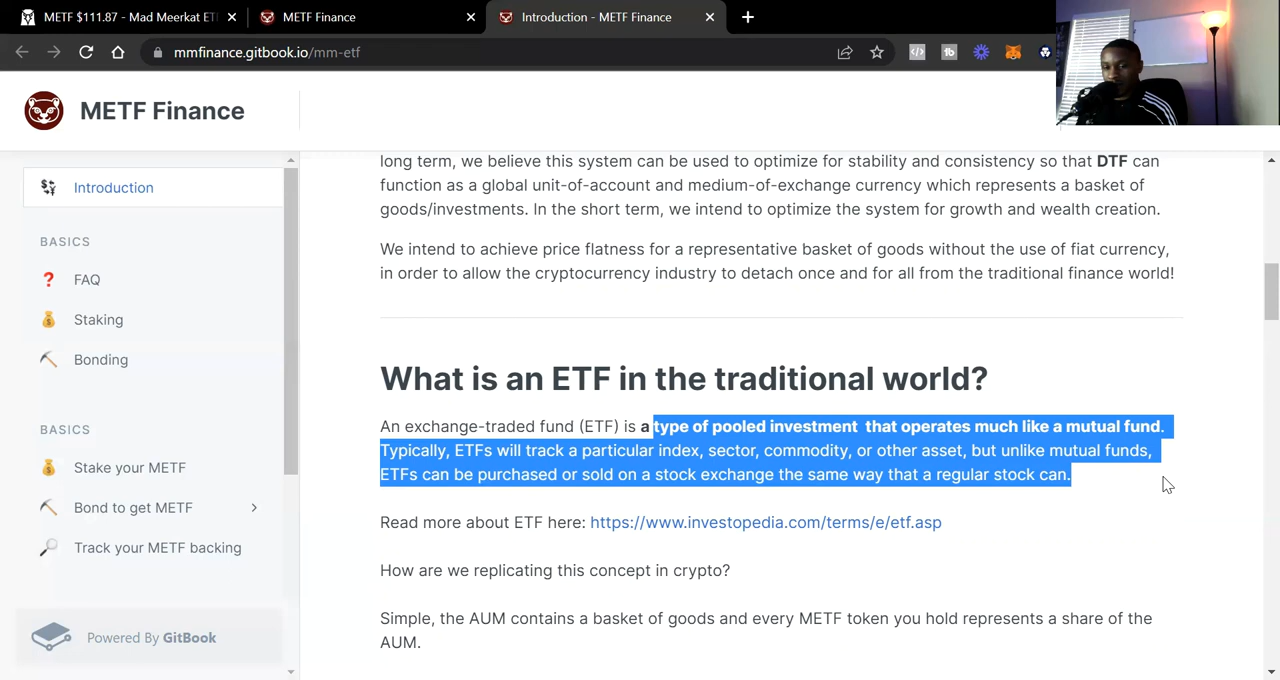 METF $111.87 - Mad Meerkat ET
METF Finance
Introduction - METF Finance
mmfinance.gitbook.io/mm-etf
METF Finance
Introduction
BASICS
FAQ
Staking
Bonding
BASICS
Stake your METF
Bond to get METF
Track your METF backing
Powered By GitBook
long term, we believe this system can be used to optimize for stability and consistency so that DTF can
function as a global unit-of-account and medium-of-exchange currency which represents a basket of
goods/investments. In the short term, we intend to optimize the system for growth and wealth creation.
We intend to achieve price flatness for a representative basket of goods without the use of fiat currency,
in order to allow the cryptocurrency industry to detach once and for all from the traditional finance world!
What is an ETF in the traditional world?
An exchange-traded fund (ETF) is a type of pooled investment that operates much like a mutual fund.
Typically, ETFs will track a particular index, sector, commodity, or other asset, but unlike mutual funds,
ETFs can be purchased or sold on a stock exchange the same way that a regular stock can.
Read more about ETF here: https://www.investopedia.com/terms/e/etf.asp
How are we replicating this concept in crypto?
Simple, the AUM contains a basket of goods and every METF token you hold represents a share of the
AUM.